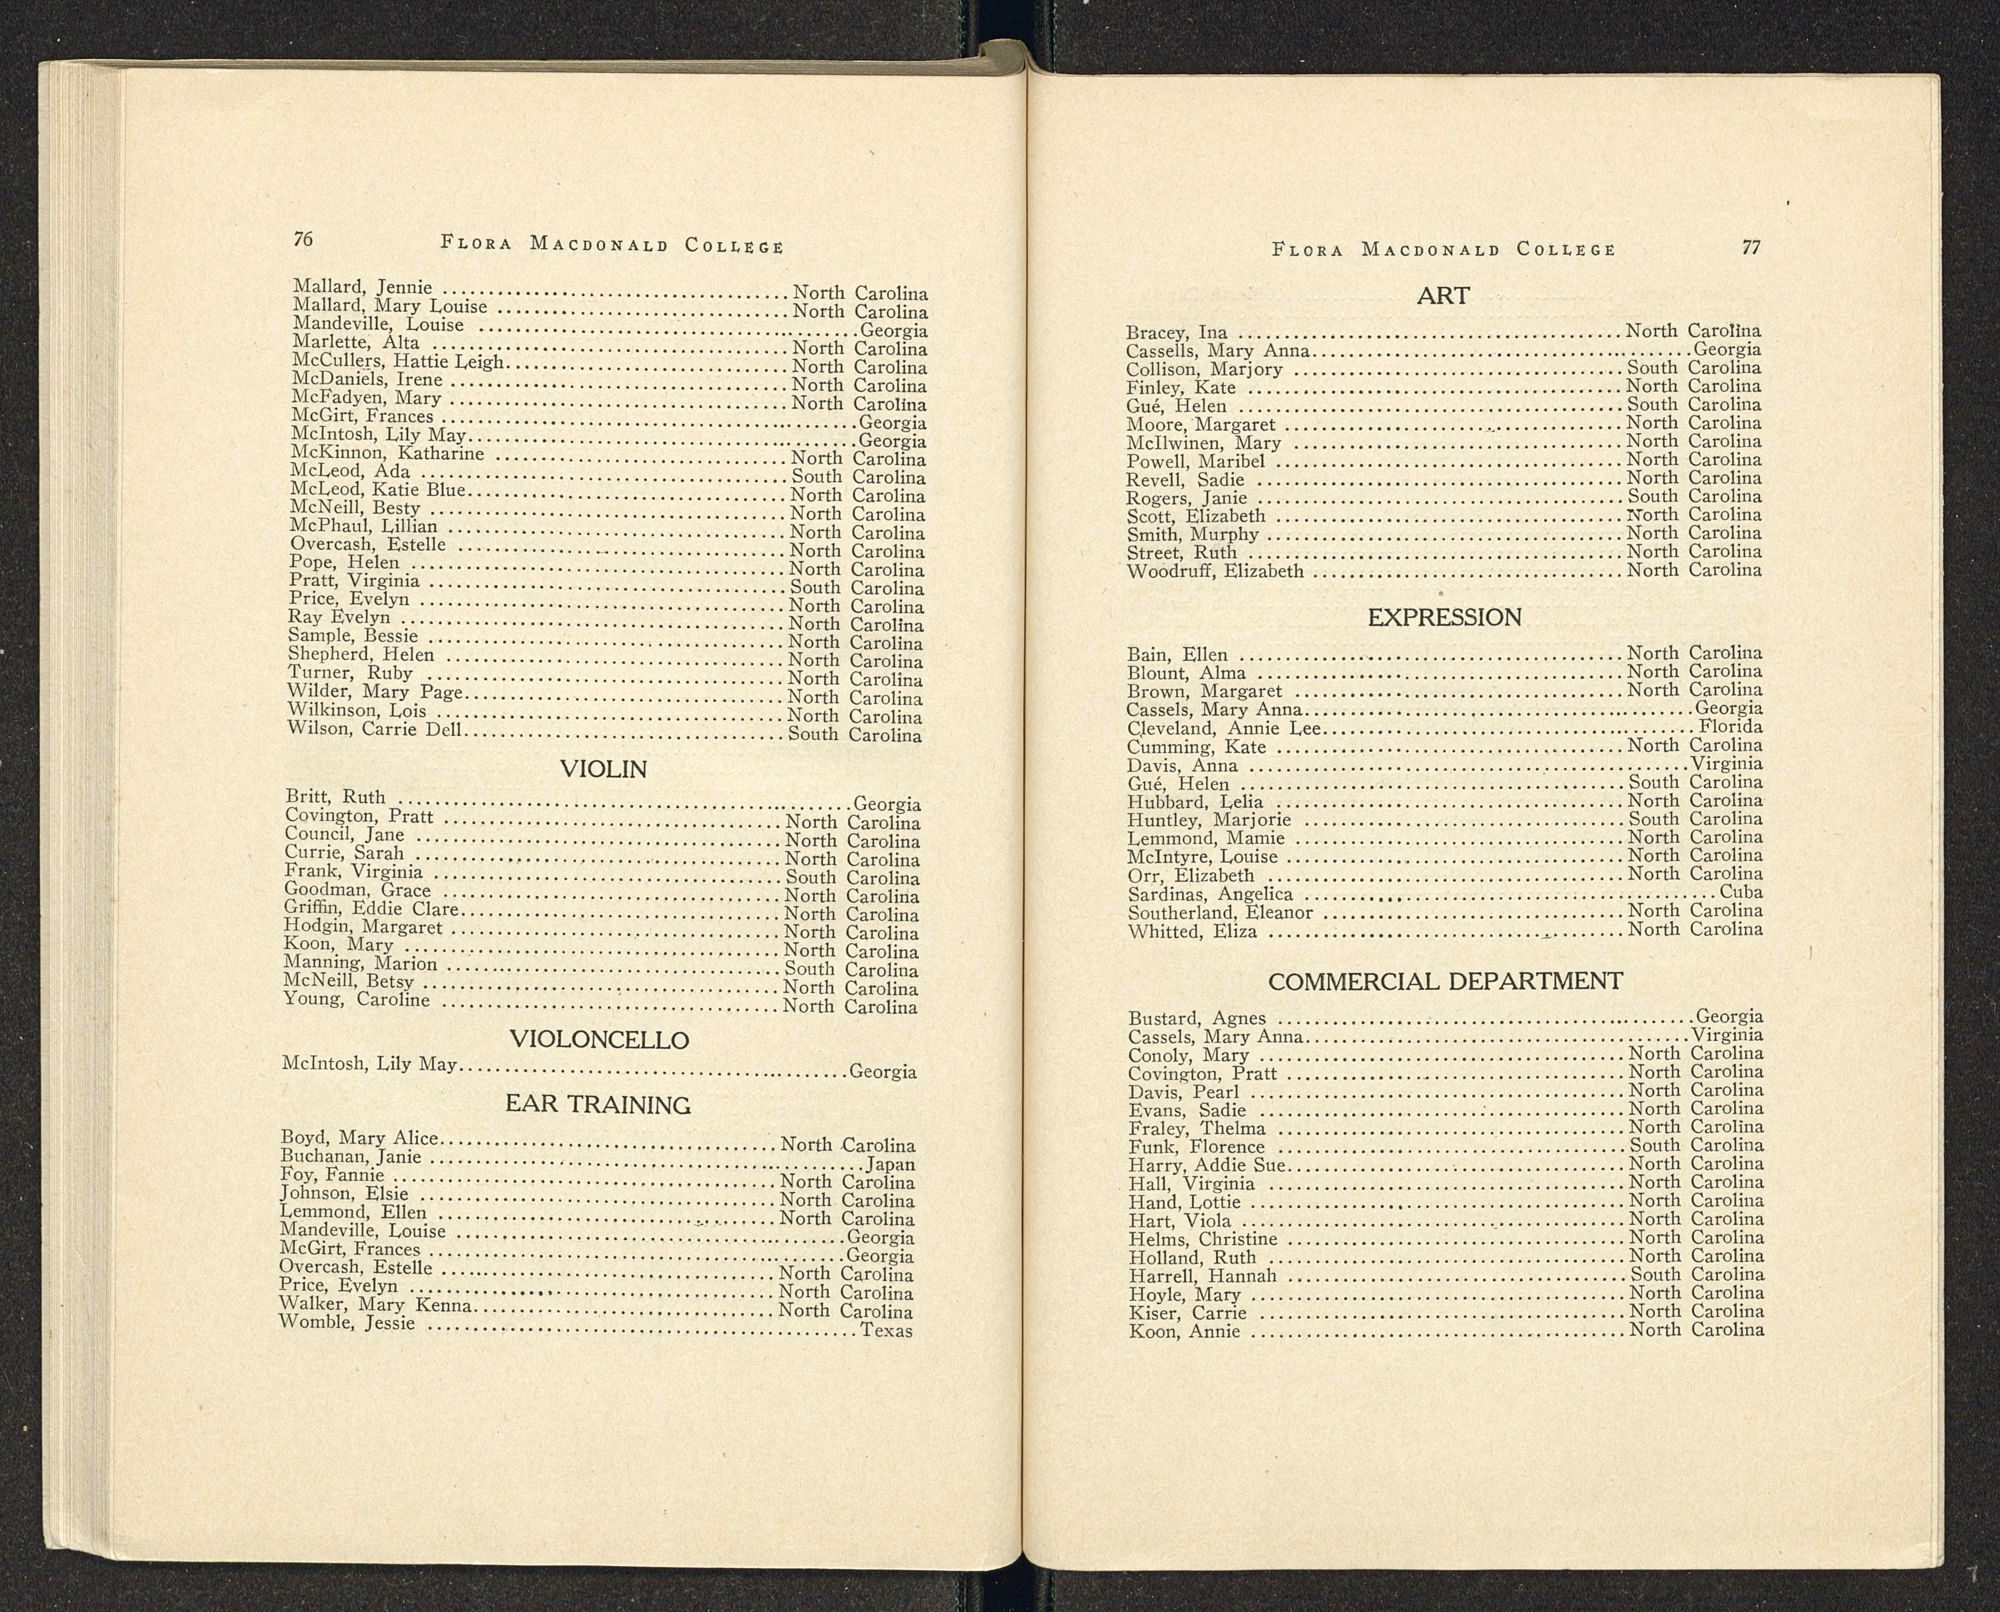 76 FLORA MACDONALD COLLEGE
Mallard, Jennie ........ North Carolina
Mallard, Mary Louise ........ North Carolina
Mandeville, Louise ........ Georgia
Marlette, Alta ........ North Carolina
McCullers, Hattie Leigh........ North Carolina
McDaniels, Irene ........ North Carolina
McFadyen, Mary ........ North Carolina
McGirt, Frances ........ Georgia
McIntosh, Lily May........ Georgia
McKinnon, Katharine ........ North Carolina
McLeod, Ada ........ South Carolina
McLeod, Katie Blue........ North Carolina
McNeill, Besty ........ North Carolina
McPhaul, Lillian ........ North Carolina
Overcash, Estelle ........ North Carolina
Pope, Helen ........ North Carolina
Pratt, Virginia ........ South Carolina
Price, Evelyn ........ North Carolina
Ray Evelyn ........ North Carolina
Sample, Bessie ........ North Carolina
Shepherd, Helen ........ North Carolina
Turner, Ruby ........ North Carolina
Wilder, Mary Page........ North Carolina
Wilkinson, Lois ........ North Carolina
Wilson, Carrie Dell........ South Carolina
VIOLIN
Britt, Ruth ........ Georgia
Covington, Pratt ........ North Carolina
Council, Jane ........ North Carolina
Currie, Sarah ........ North Carolina
Frank, Virginia ........ South Carolina
Goodman, Grace ........ North Carolina
Griffin, Eddie Clare........ North Carolina
Hodgin, Margaret ........ North Carolina
Koon, Mary ........ North Carolina
Manning, Marion ........ South Carolina
McNeill, Betsy ........ North Carolina
Young, Caroline ........ North Carolina
VIOLONCELLO
McIntosh, Lily May........ Georgia
EAR TRAINING
Boyd, Mary Alice........ North Carolina
Buchanan, Janie ........ Japan
Foy, Fannie ........ North Carolina
Johnson, Elsie ........ North Carolina
Lemmond, Ellen ........ North Carolina
Mandeville, Louise ........ Georgia
McGirt, Frances ........ Georgia
Overcash, Estelle ........ North Carolina
Price, Evelyn ........ North Carolina
Walker, Mary Kenna........ North Carolina
Womble, Jessie ........ Texas
FLORA MACDONALD COLLEGE 77
ART
Bracey, Ina ........ North Carolina
Cassells, Mary Anna........ Georgia
Collison, Marjory ........ South Carolina
Finley, Kate ........ North Carolina
Gué, Helen ........ South Carolina
Moore, Margaret ........ North Carolina
McIlwinen, Mary ........ North Carolina
Powell, Maribel ........ North Carolina
Revell, Sadie ........ North Carolina
Rogers, Janie ........ South Carolina
Scott, Elizabeth ........ North Carolina
Smith, Murphy ........ North Carolina
Street, Ruth ........ North Carolina
Woodruff, Elizabeth ........ North Carolina
EXPRESSION
Bain, Ellen ........ North Carolina
Blount, Alma ........ North Carolina
Brown, Margaret ........ North Carolina
Cassels, Mary Anna........ Georgia
Cleveland, Annie Lee........ Florida
Cumming, Kate ........ North Carolina
Davis, Anna ........ Virginia
Gué, Helen ........ South Carolina
Hubbard, Lelia ........ North Carolina
Huntley, Marjorie ........ South Carolina
Lemmond, Mamie ........ North Carolina
McIntyre, Louise ........ North Carolina
Orr, Elizabeth ........ North Carolina
Sardinas, Angelica ........ Cuba
Southerland, Eleanor ........ North Carolina
Whitted, Eliza ........ North Carolina
COMMERCIAL DEPARTMENT
Bustard, Agnes ........ Georgia
Cassels, Mary Anna........ Virginia
Conoly, Mary ........ North Carolina
Covington, Pratt ........ North Carolina
Davis, Pearl ........ North Carolina
Evans, Sadie ........ North Carolina
Fraley, Thelma ........ North Carolina
Funk, Florence ........ South Carolina
Harry, Addie Sue........ North Carolina
Hall, Virginia ........ North Carolina
Hand, Lottie ........ North Carolina
Hart, Viola ........ North Carolina
Helms, Christine ........ North Carolina
Holland, Ruth ........ North Carolina
Harrell, Hannah ........ South Carolina
Hoyle, Mary ........ North Carolina
Kiser, Carrie ........ North Carolina
Koon, Annie ........ North Carolina